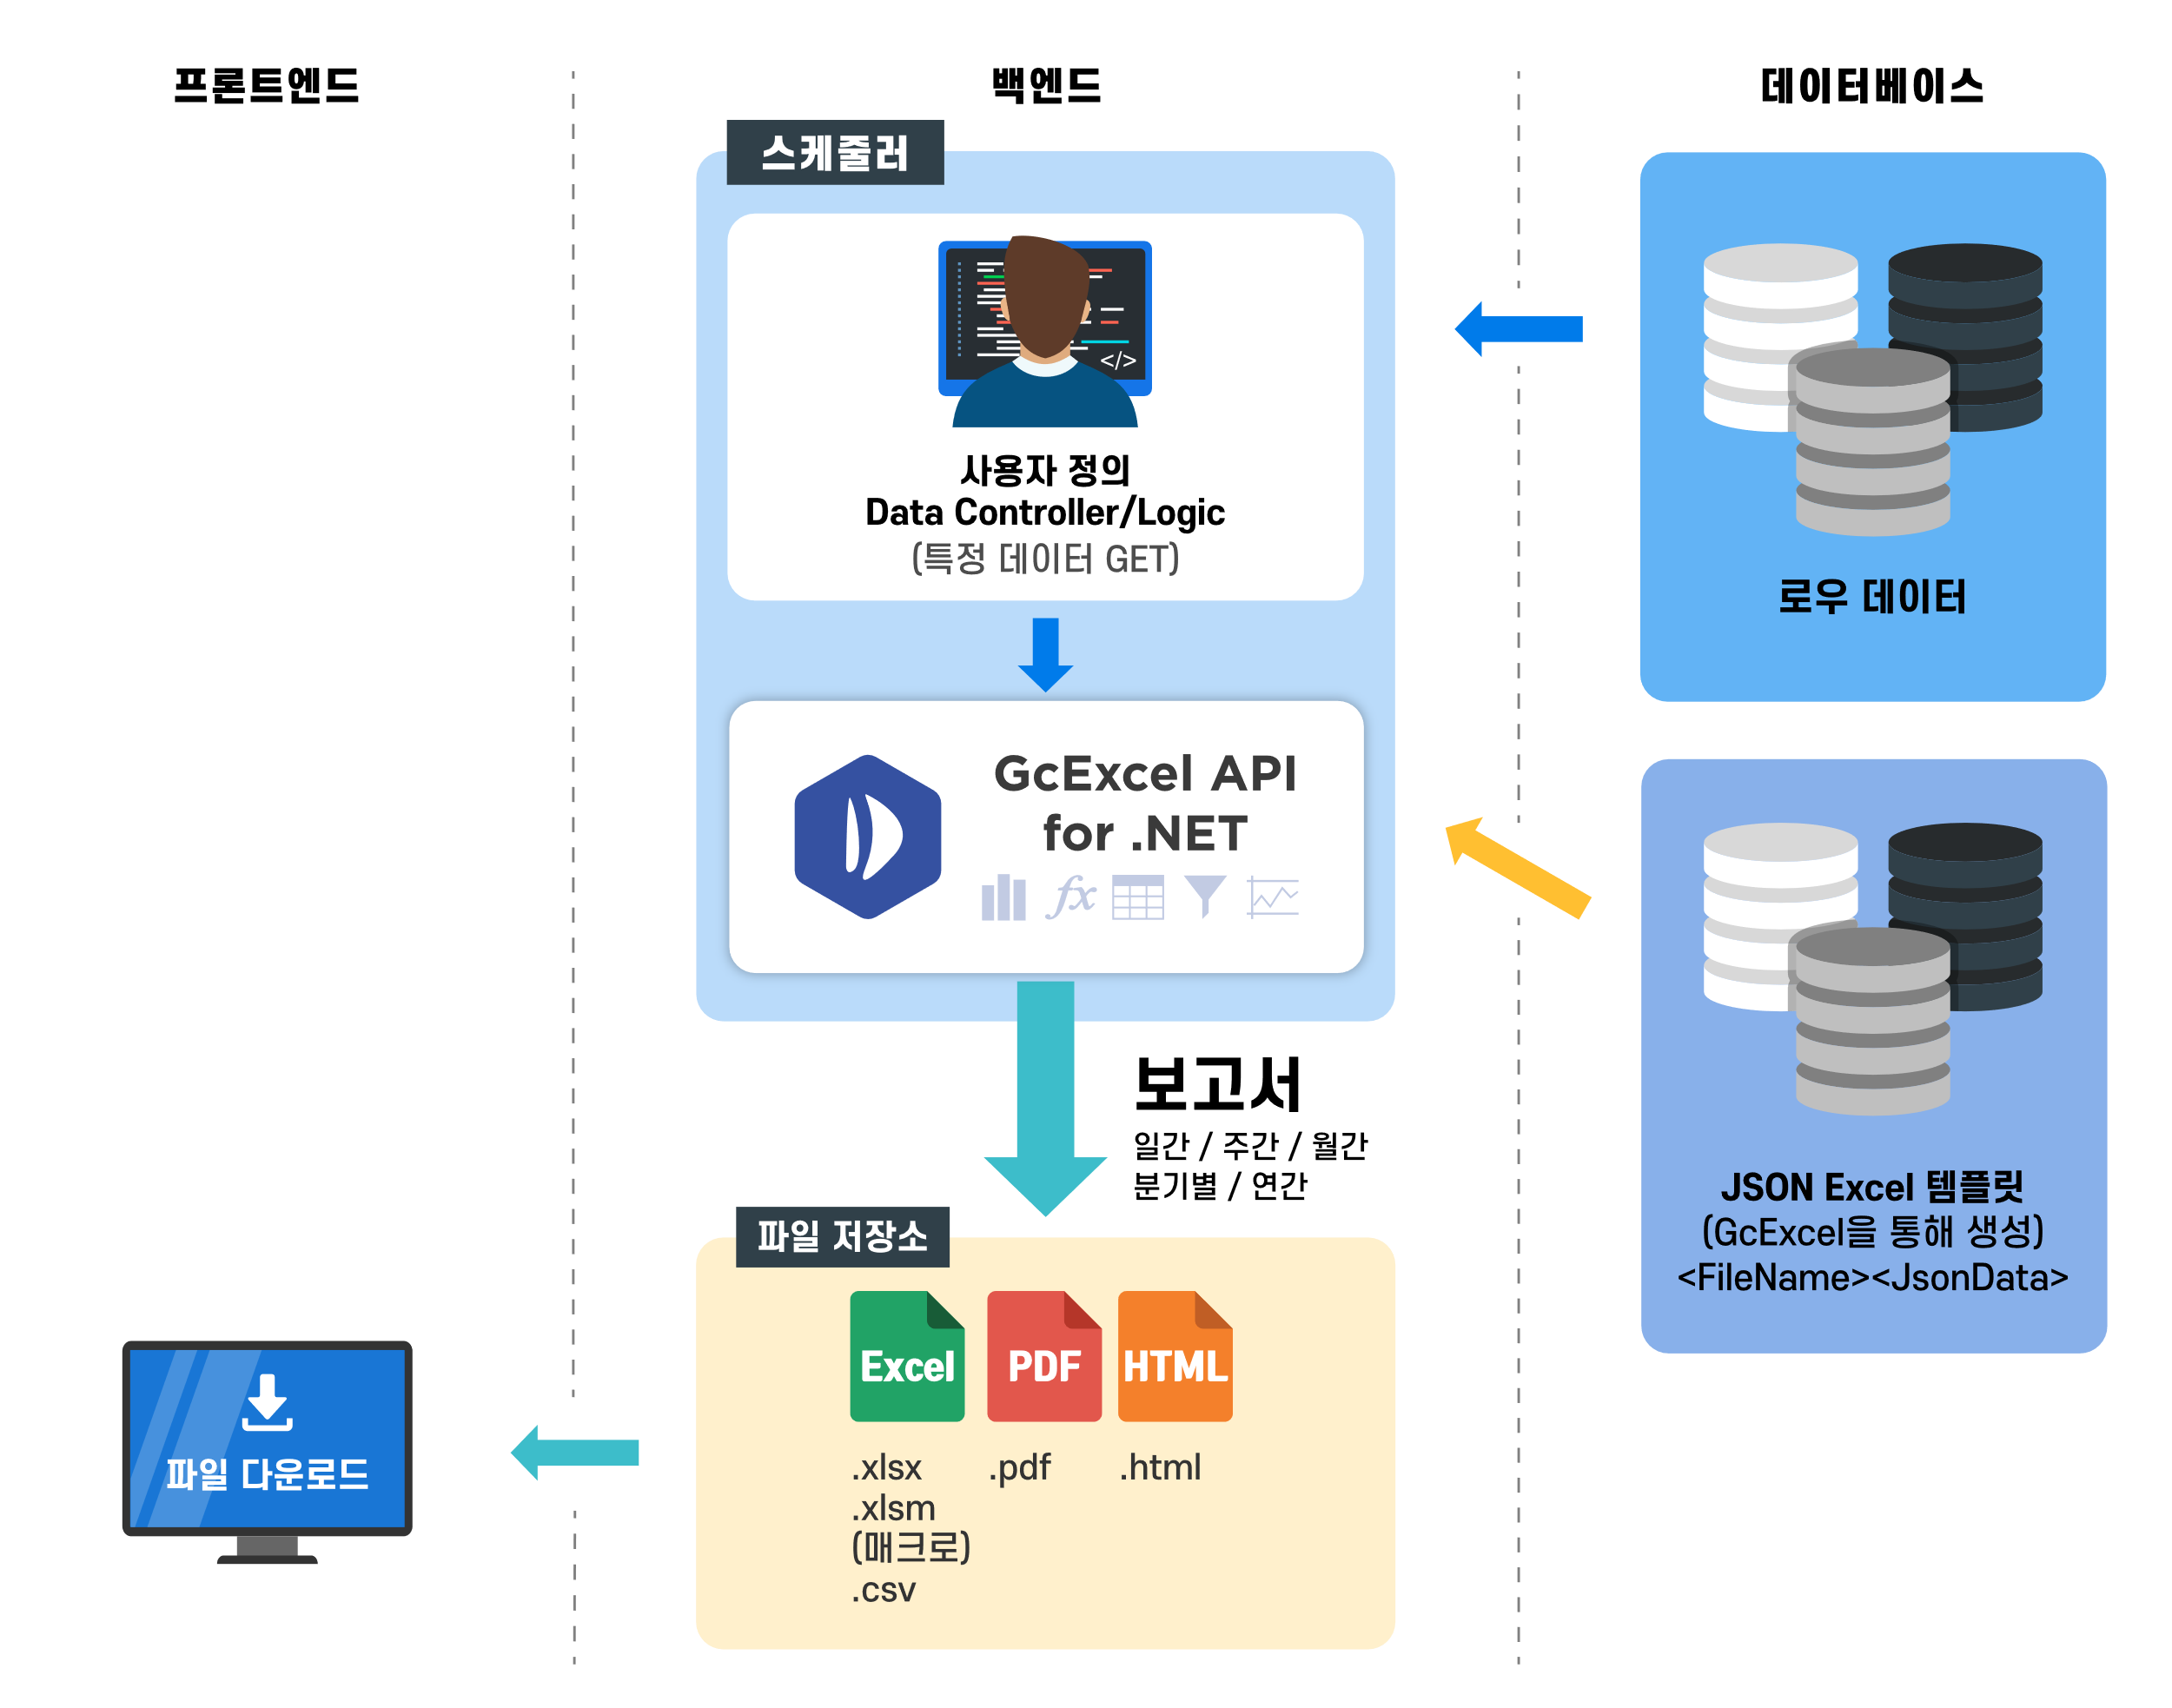 프론트엔드
백엔드
데이터베이스
스케줄러
</>
사용자 정의
Data Controller/Logic
(특정 데이터 GET)
로우 데이터
GcExcel API
for .NET
fx
JSON Excel 템플릿
(GcExcel을 통해 생성)
<FileName><JsonData>
보고서
일간 / 주간 / 월간
분기별 / 연간
파일 저장소
Excel
PDF
HTML
.xlsx
.pdf
.html
.xlsm
(매크로)
.csv
파일 다운로드